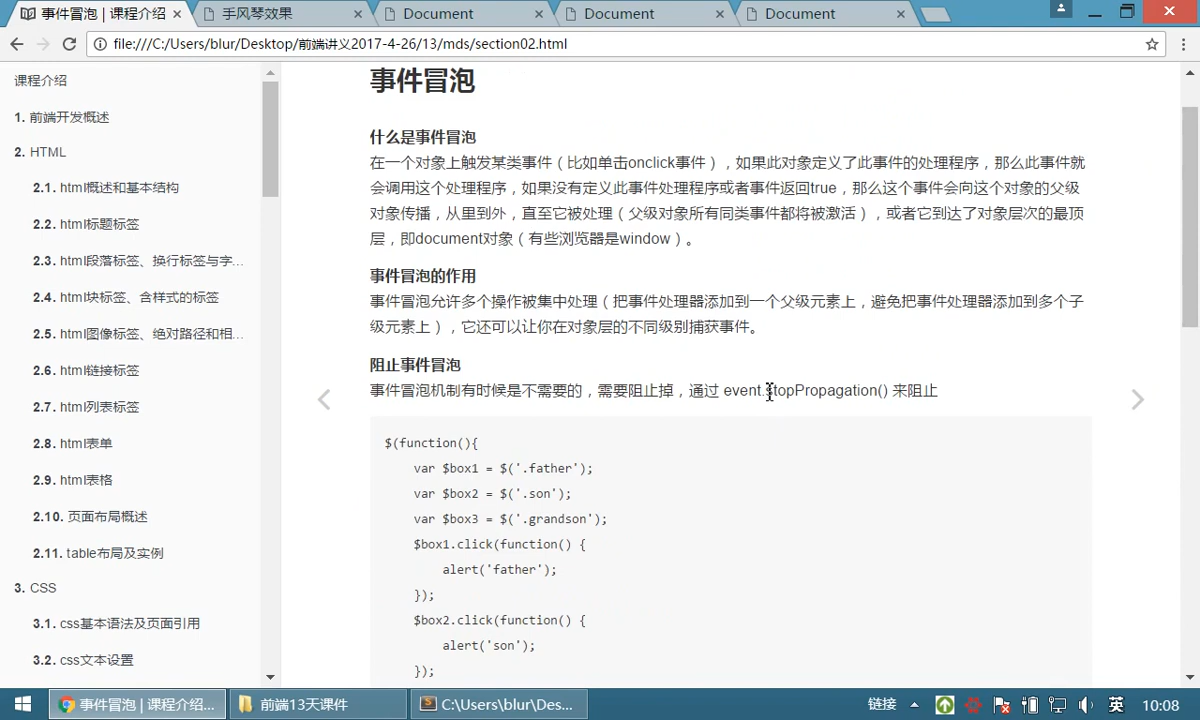 事件冒泡 | 课程介绍
手风琴效果
Document
Document
Document
file:///C:/Users/blur/Desktop/前端讲义2017-4-26/13/mds/section02.html
课程介绍
1. 前端开发概述
2. HTML
2.1. html概述和基本结构
2.2. html标题标签
2.3. html段落标签、换行标签与字...
2.4. html块标签、含样式的标签
2.5. html图像标签、绝对路径和相...
2.6. html链接标签
2.7. html列表标签
2.8. html表单
2.9. html表格
2.10. 页面布局概述
2.11. table布局及实例
3. CSS
3.1. css基本语法及页面引用
3.2. css文本设置
事件冒泡
什么是事件冒泡
在一个对象上触发某类事件（比如单击onclick事件），如果此对象定义了此事件的处理程序，那么此事件就
会调用这个处理程序，如果没有定义此事件处理程序或者事件返回true，那么这个事件会向这个对象的父级
对象传播，从里到外，直至它被处理（父级对象所有同类事件都将被激活），或者它到达了对象层次的最顶
层，即document对象（有些浏览器是window）。
事件冒泡的作用
事件冒泡允许多个操作被集中处理（把事件处理器添加到一个父级元素上，避免把事件处理器添加到多个子
级元素上），它还可以让你在对象层的不同级别捕获事件。
阻止事件冒泡
事件冒泡机制有时候是不需要的，需要阻止掉，通过 event.stopPropagation() 来阻止
$(function(){
var $box1 = $('.father');
var $box2 = $('.son');
var $box3 = $('.grandson');
$box1.click(function() {
alert('father');
});
$box2.click(function() {
alert('son');
});
事件冒泡 | 课程介绍...
前端13天课件
C:\Users\blur\Des...
链接
英
10:08